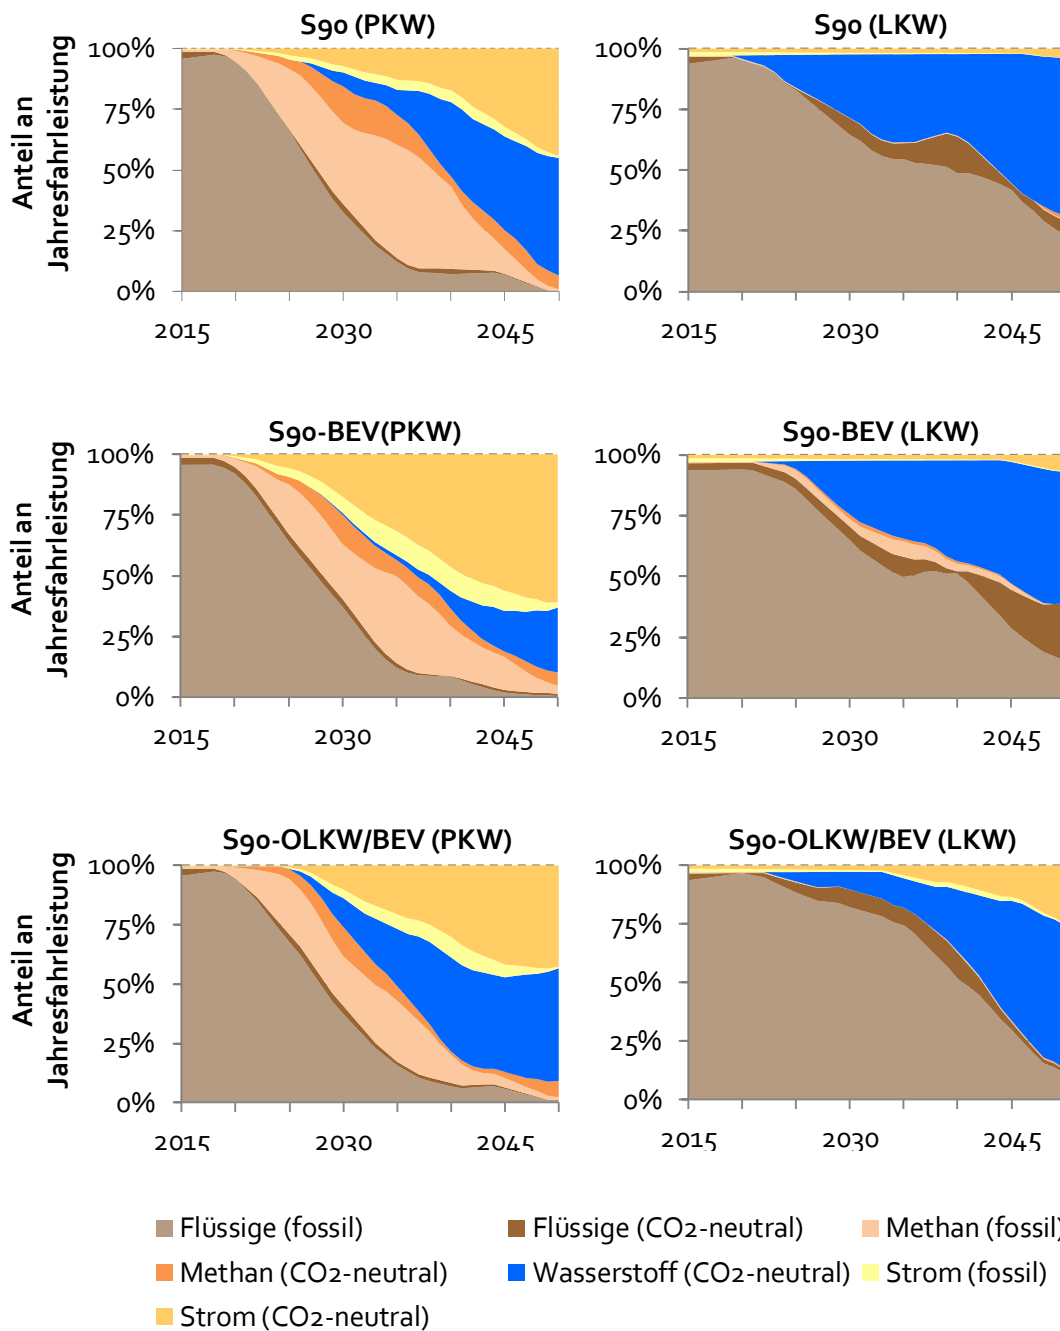 S90 (PKW)
S90 (LKW)
Anteil an
Jahresfahrleistung
100%
75%
50%
25%
0%
2015
2030
2045
100%
75%
50%
25%
0%
2015
2030
2045
S90-BEV(PKW)
S90-BEV (LKW)
Anteil an
Jahresfahrleistung
100%
75%
50%
25%
0%
2015
2030
2045
100%
75%
50%
25%
0%
2015
2030
2045
S90-OLKW/BEV (PKW)
S90-OLKW/BEV (LKW)
Anteil an
Jahresfahrleistung
100%
75%
50%
25%
0%
2015
2030
2045
100%
75%
50%
25%
0%
2015
2030
2045
Flüssige (fossil)
Flüssige (CO2-neutral)
Methan (fossil)
Methan (CO2-neutral)
Wasserstoff (CO2-neutral)
Strom (fossil)
Strom (CO2-neutral)